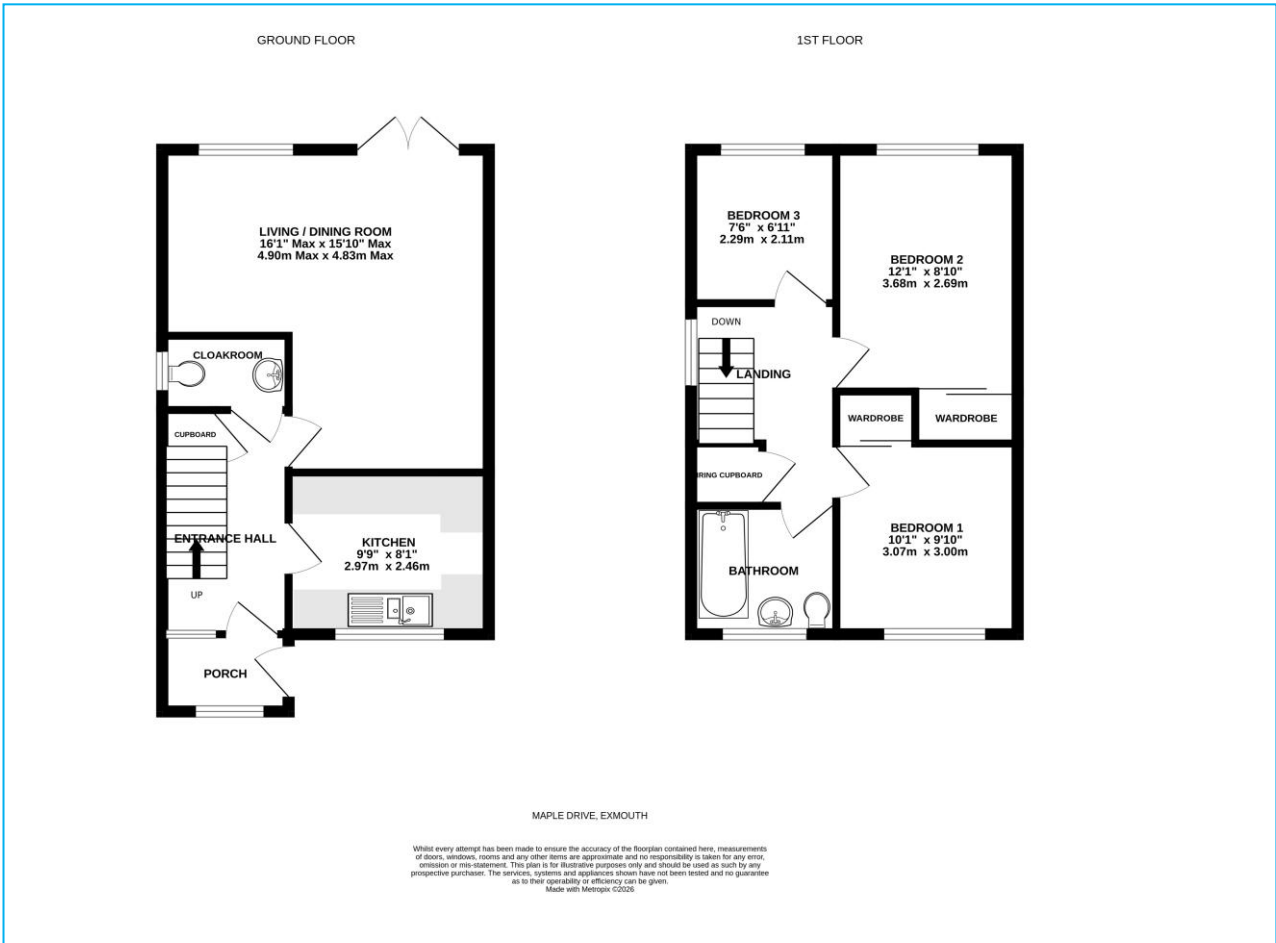 GROUND FLOOR
LIVING / DINING ROOM
16'1" Max x 15'10" Max
4.90m Max x 4.83m Max
CLOAKROOM
CUPBOARD
ENTRANCE HALL
UP
KITCHEN
9'9" x 8'1"
2.97m x 2.46m
PORCH
1ST FLOOR
BEDROOM 3
7'6" x 6'11"
2.29m x 2.11m
BEDROOM 2
12'1" x 8'10"
3.68m x 2.69m
DOWN
LANDING
WARDROBE
WARDROBE
CUPBOARD
BEDROOM 1
10'1" x 9'10"
3.07m x 3.00m
BATHROOM
MAPLE DRIVE, EXMOUTH
Whilst every attempt has been made to ensure the accuracy of the floorplan contained here, measurements
of doors, windows, rooms and any other items are approximate and no responsibility is taken for any error,
omission or mis-statement. This plan is for illustrative purposes only and should be used as such by any
prospective purchaser. The services, systems and appliances shown have not been tested and no guarantee
as to their operability or efficiency can be given.
Made with Metropix ©2026